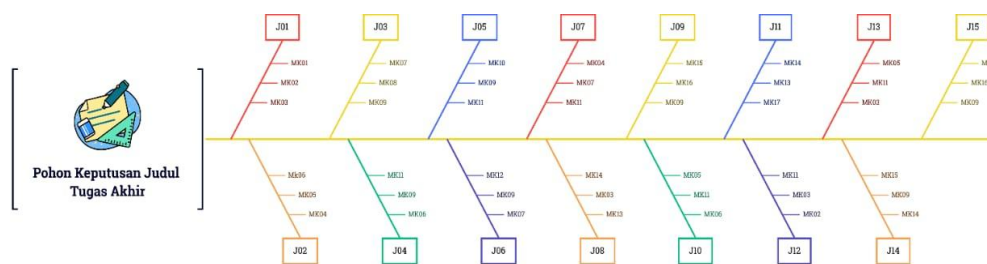 J01
J03
J05
J07
J09
J11
J13
J15
MK01
MK02
MK03
MK07
MK08
MK09
MK10
MK09
MK11
MK04
MK07
MK11
MK15
MK16
MK09
MK14
MK13
MK17
MK05
MK11
MK03
MK09
Pohon Keputusan Judul
Tugas Akhir
MK05
MK04
MK11
MK09
MK06
MK12
MK09
MK07
MK14
MK03
MK13
MK05
MK11
MK06
MK11
MK03
MK02
MK15
MK09
MK14
J02
J04
J06
J08
J10
J12
J14